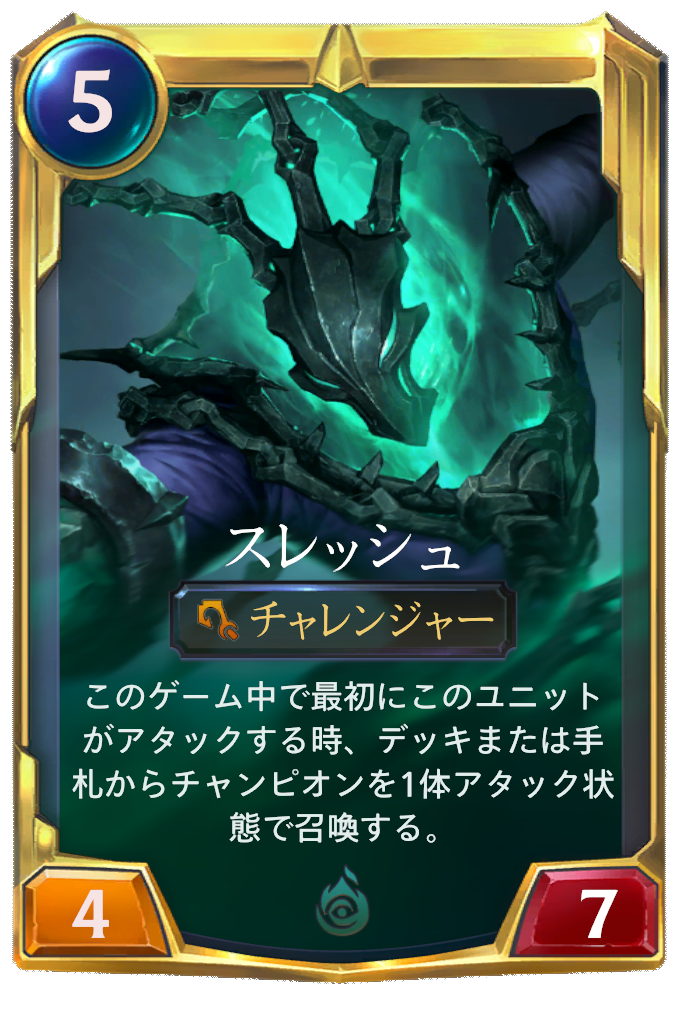 5
スレッシュ
チャレンジャー
このゲーム中で最初にこのユニット
がアタックする時、デッキまたは手
札からチャンピオンを1体アタック状
態で召喚する。
4
7